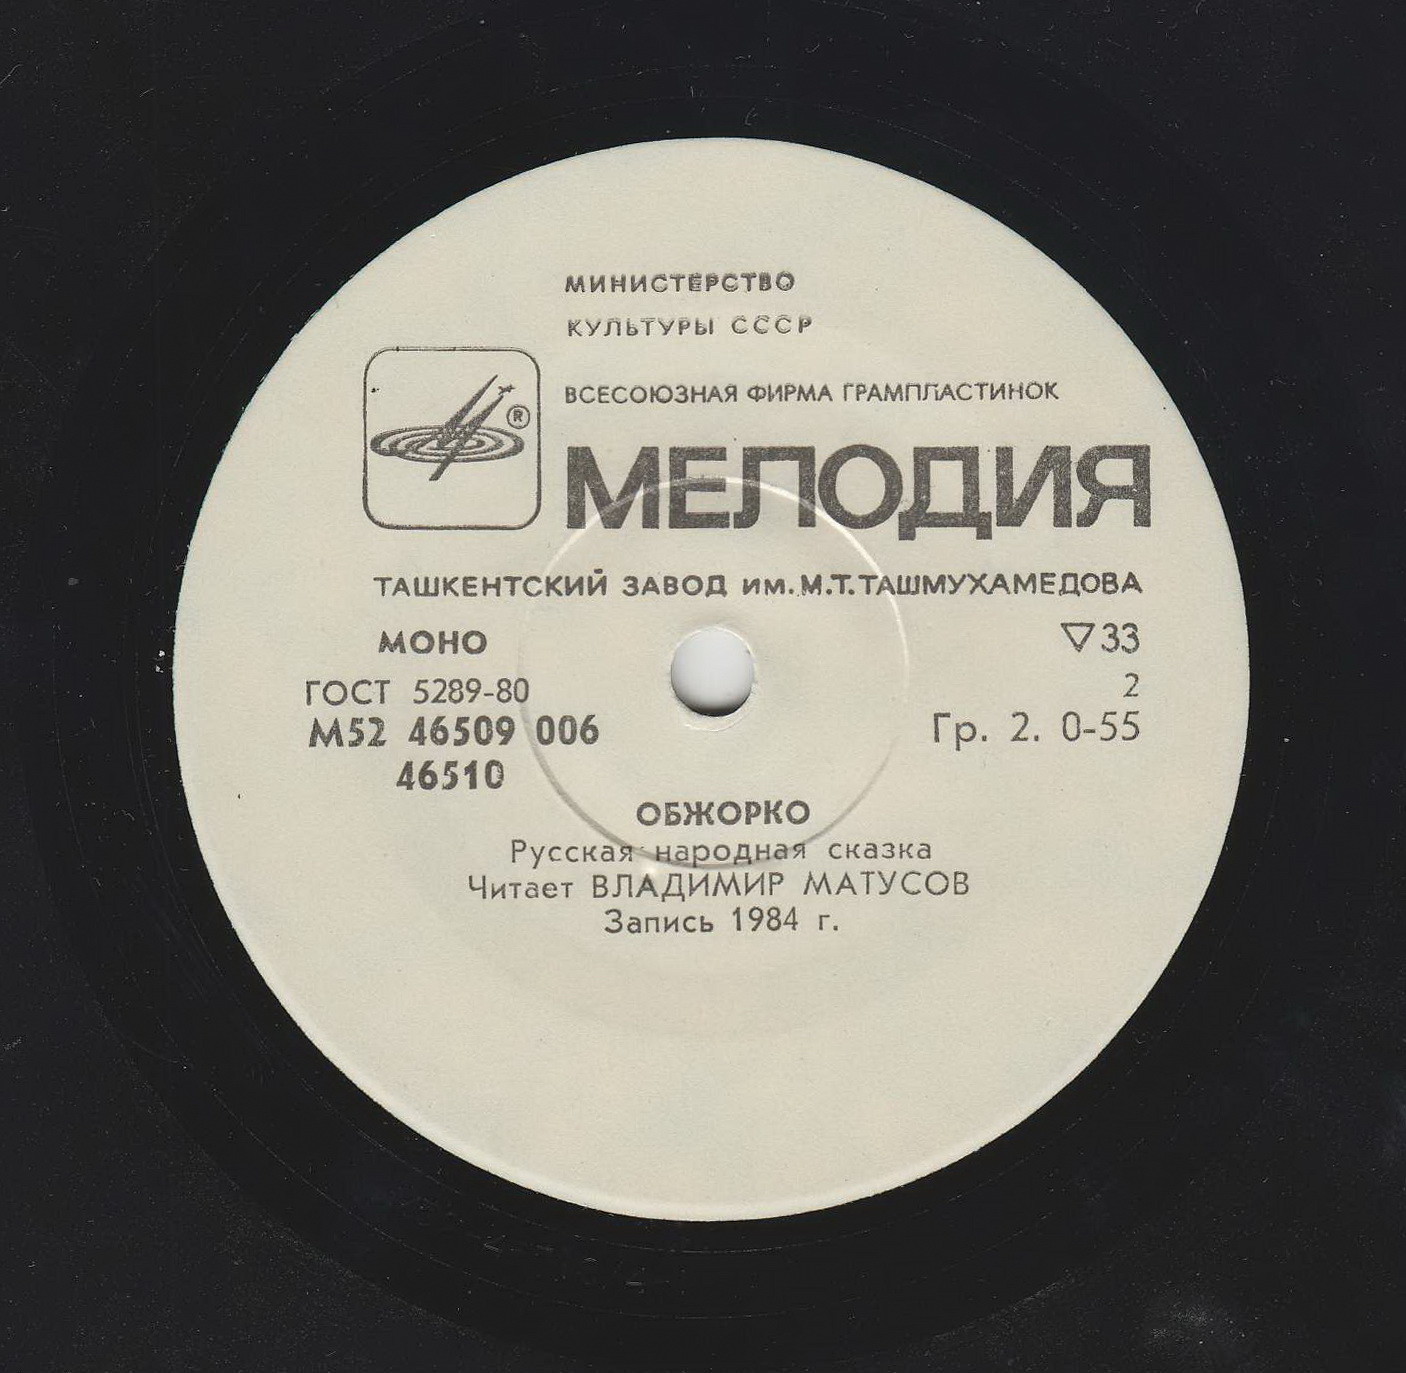 МИНИСТЕРСТВО
КУЛЬТУРЫ СССР
ВСЕСОЮЗНАЯ ФИРМА ГРАМПЛАСТИНОК
®
МЕЛОДИЯ
ТАШКЕНТСКИЙ ЗАВОД им. М.Т. ТАШМУХАМЕДОВА
МОНО
▽33
ГОСТ 5289-80
2
М52 46509 006
Гр. 2. 0-55
46510
ОБЖОРКО
Русская народная сказка
Читает ВЛАДИМИР МАТУСОВ
Запись 1984 г.